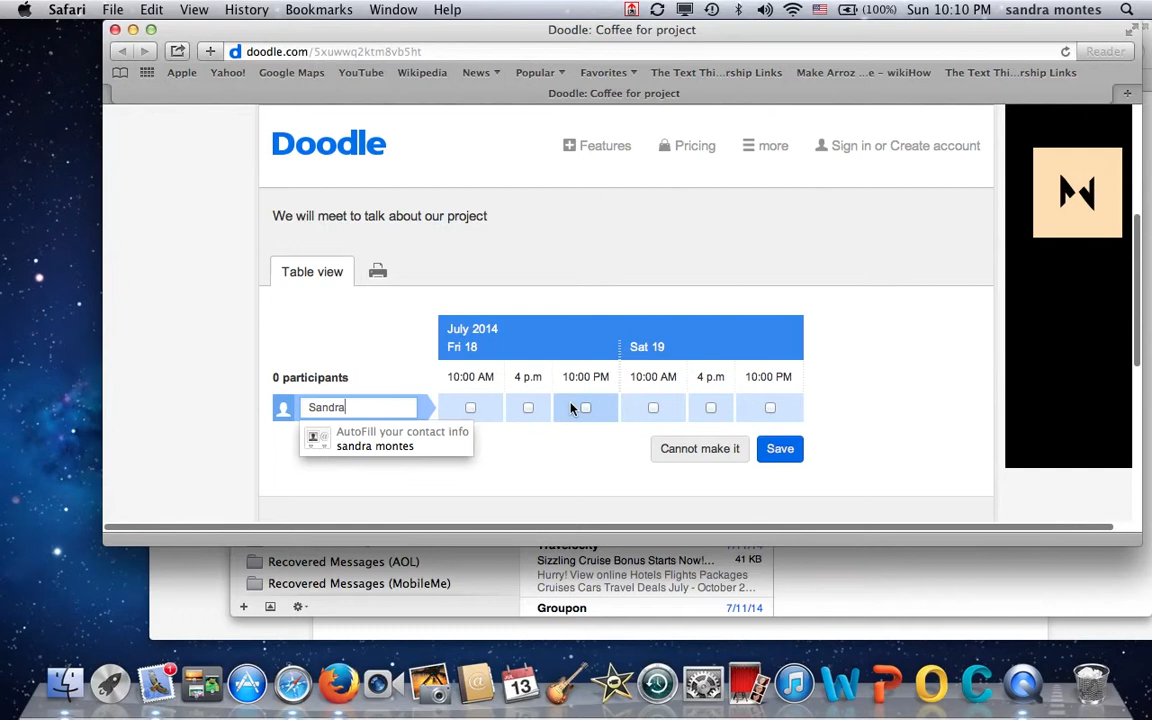 Safari File Edit View History Bookmarks Window Help (100%) Sun 10:10 PM sandra montes
Doodle: Coffee for project
doodle.com/5xuwwq2ktm8vb5ht Reader
Apple Yahoo! Google Maps YouTube Wikipedia News Popular Favorites The Text Thi...rship Links Make Arroz ...e – wikiHow The Text Thi...rship Links
Doodle: Coffee for project
Doodle Features Pricing more Sign in or Create account
We will meet to talk about our project
Table view
July 2014
Fri 18 Sat 19
0 participants 10:00 AM 4 p.m 10:00 PM 10:00 AM 4 p.m 10:00 PM
Sandra
AutoFill your contact info
sandra montes
Cannot make it Save
Recovered Messages (AOL)
Sizzling Cruise Bonus Starts Now!... 41 KB
Hurry! View online Hotels Flights Packages
Recovered Messages (MobileMe)
Cruises Cars Travel Deals July - October 2...
Groupon 7/11/14
JUL
13
1
W P O C